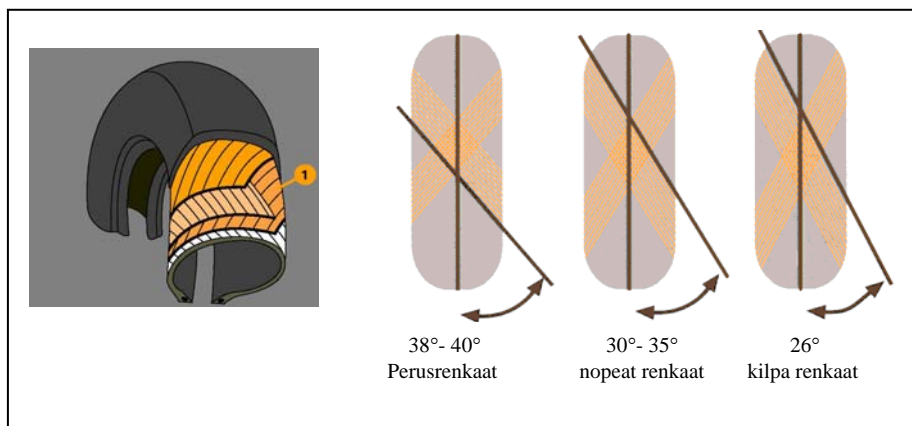 1
38°- 40°
Perusrenkaat
30°- 35°
nopeat renkaat
26°
kilpa renkaat